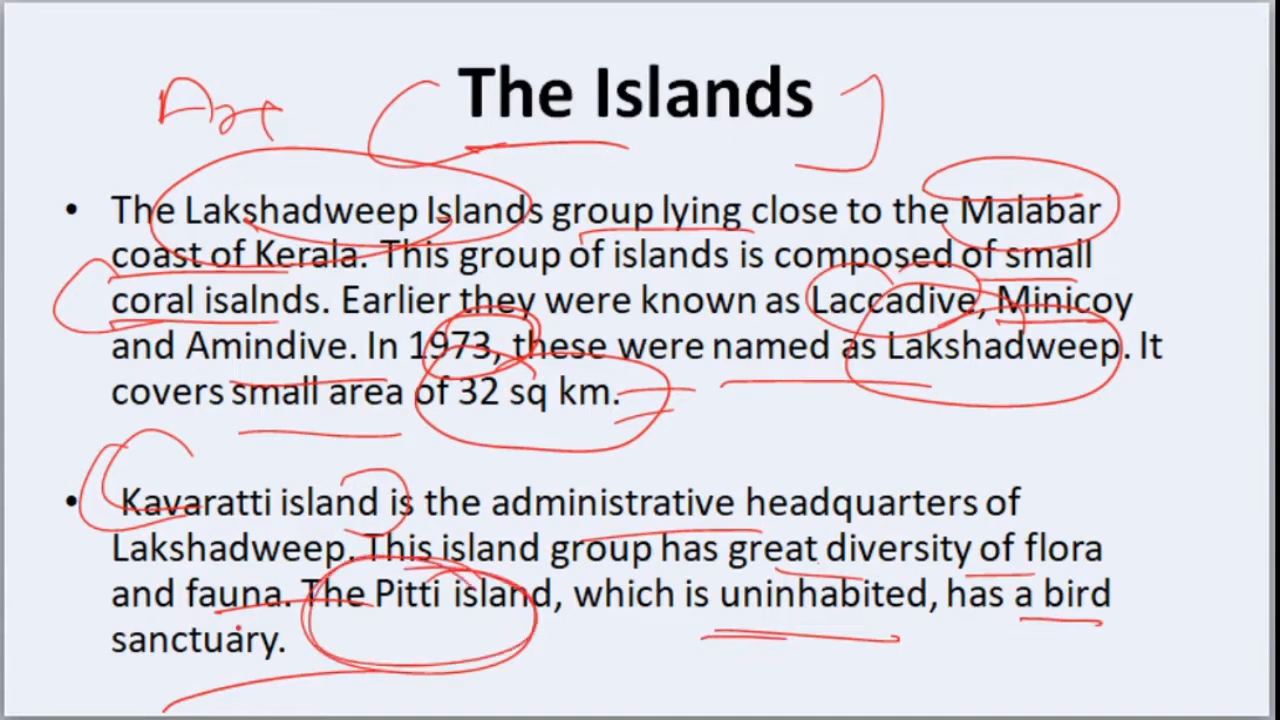 The Islands
• The Lakshadweep Islands group lying close to the Malabar
coast of Kerala. This group of islands is composed of small
coral isalnds. Earlier they were known as Laccadive, Minicoy
and Amindive. In 1973, these were named as Lakshadweep. It
covers small area of 32 sq km.
• Kavaratti island is the administrative headquarters of
Lakshadweep. This island group has great diversity of flora
and fauna. The Pitti island, which is uninhabited, has a bird
sanctuary.